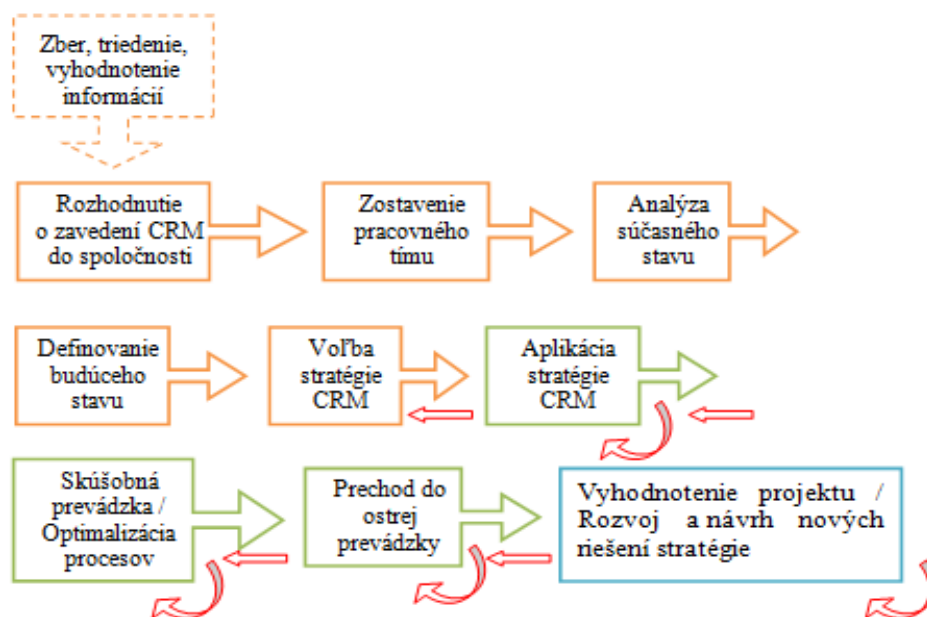 Zber, triedenie,
vyhodnotenie
informácií
Rozhodnutie
o zavedení CRM
do spoločnosti
Zostavenie
pracovného
tímu
Analýza
súčasného
stavu
Definovanie
budúceho
stavu
Voľba
stratégie
CRM
Aplikácia
stratégie
CRM
Skúšobná
prevádzka /
Optimalizácia
procesov
Prechod do
ostrej
prevádzky
Vyhodnotenie projektu /
Rozvoj a návrh nových
riešení stratégie